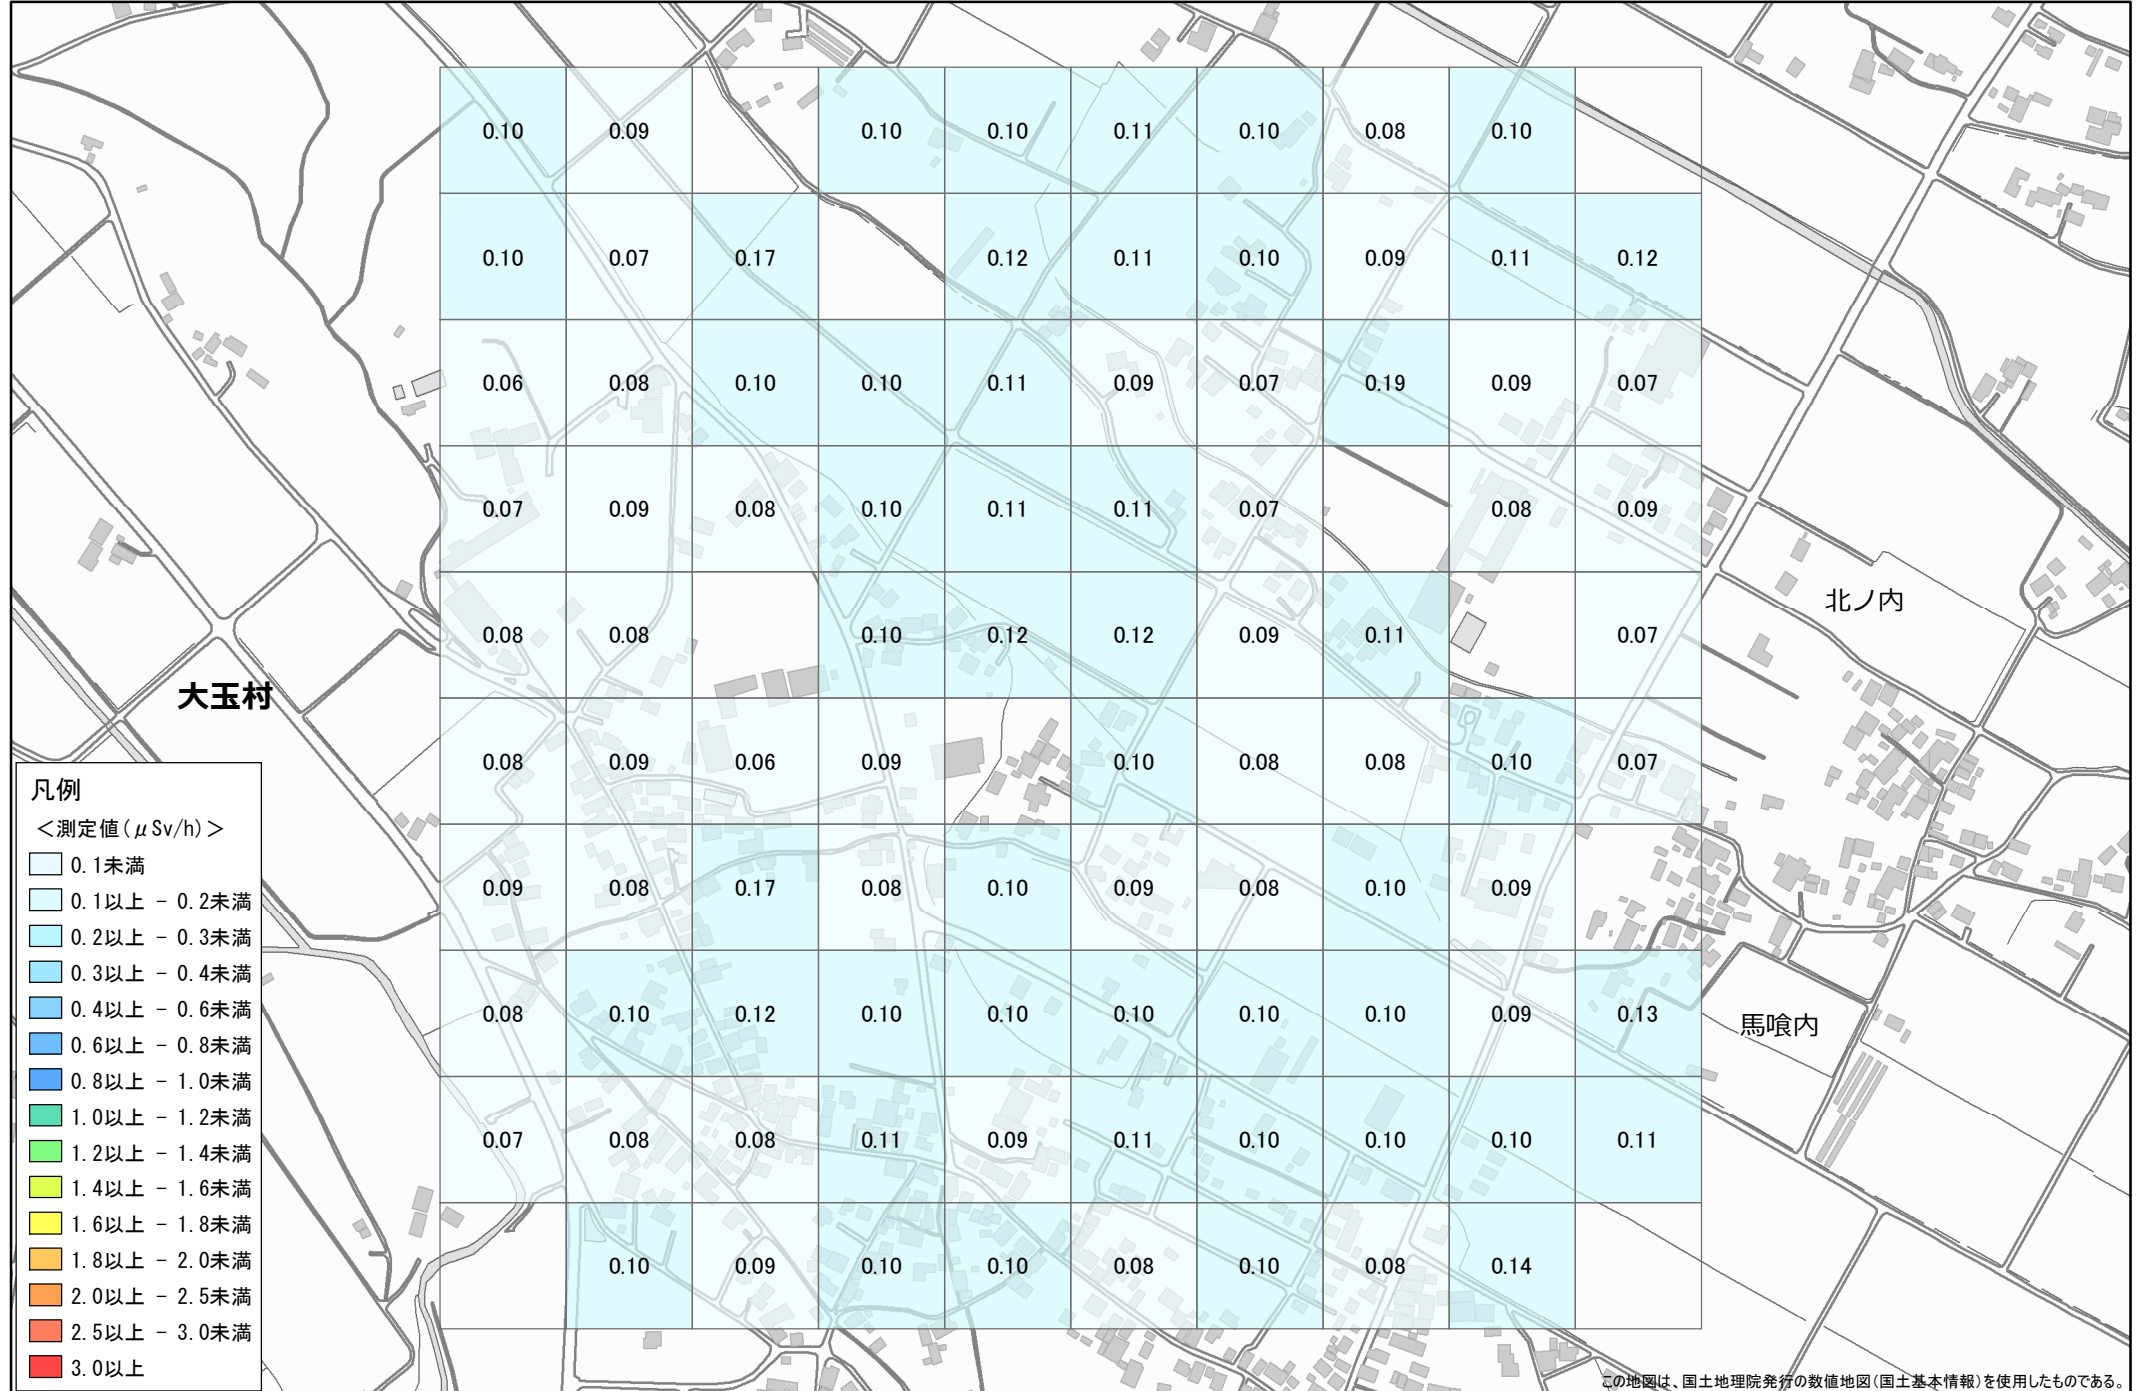 0.10 0.09 0.10 0.10 0.11 0.10 0.08 0.10
0.10 0.07 0.17 0.12 0.11 0.10 0.09 0.11 0.12
0.06 0.08 0.10 0.10 0.11 0.09 0.07 0.19 0.09 0.07
0.07 0.09 0.08 0.10 0.11 0.11 0.07 0.08 0.09
北ノ内
0.08 0.08 0.10 0.12 0.12 0.09 0.11 0.07
大玉村
0.08 0.09 0.06 0.09 0.10 0.08 0.08 0.10 0.07
0.09 0.08 0.17 0.08 0.10 0.09 0.08 0.10 0.09
0.08 0.10 0.12 0.10 0.10 0.10 0.10 0.10 0.09 0.13
馬喰内
0.07 0.08 0.08 0.11 0.09 0.11 0.10 0.10 0.10 0.11
0.10 0.09 0.10 0.10 0.08 0.10 0.08 0.14
凡例
＜測定値(μSv/h)＞
0.1未満
0.1以上 － 0.2未満
0.2以上 － 0.3未満
0.3以上 － 0.4未満
0.4以上 － 0.6未満
0.6以上 － 0.8未満
0.8以上 － 1.0未満
1.0以上 － 1.2未満
1.2以上 － 1.4未満
1.4以上 － 1.6未満
1.6以上 － 1.8未満
1.8以上 － 2.0未満
2.0以上 － 2.5未満
2.5以上 － 3.0未満
3.0以上
この地図は、国土地理院発行の数値地図(国土基本情報)を使用したものである。